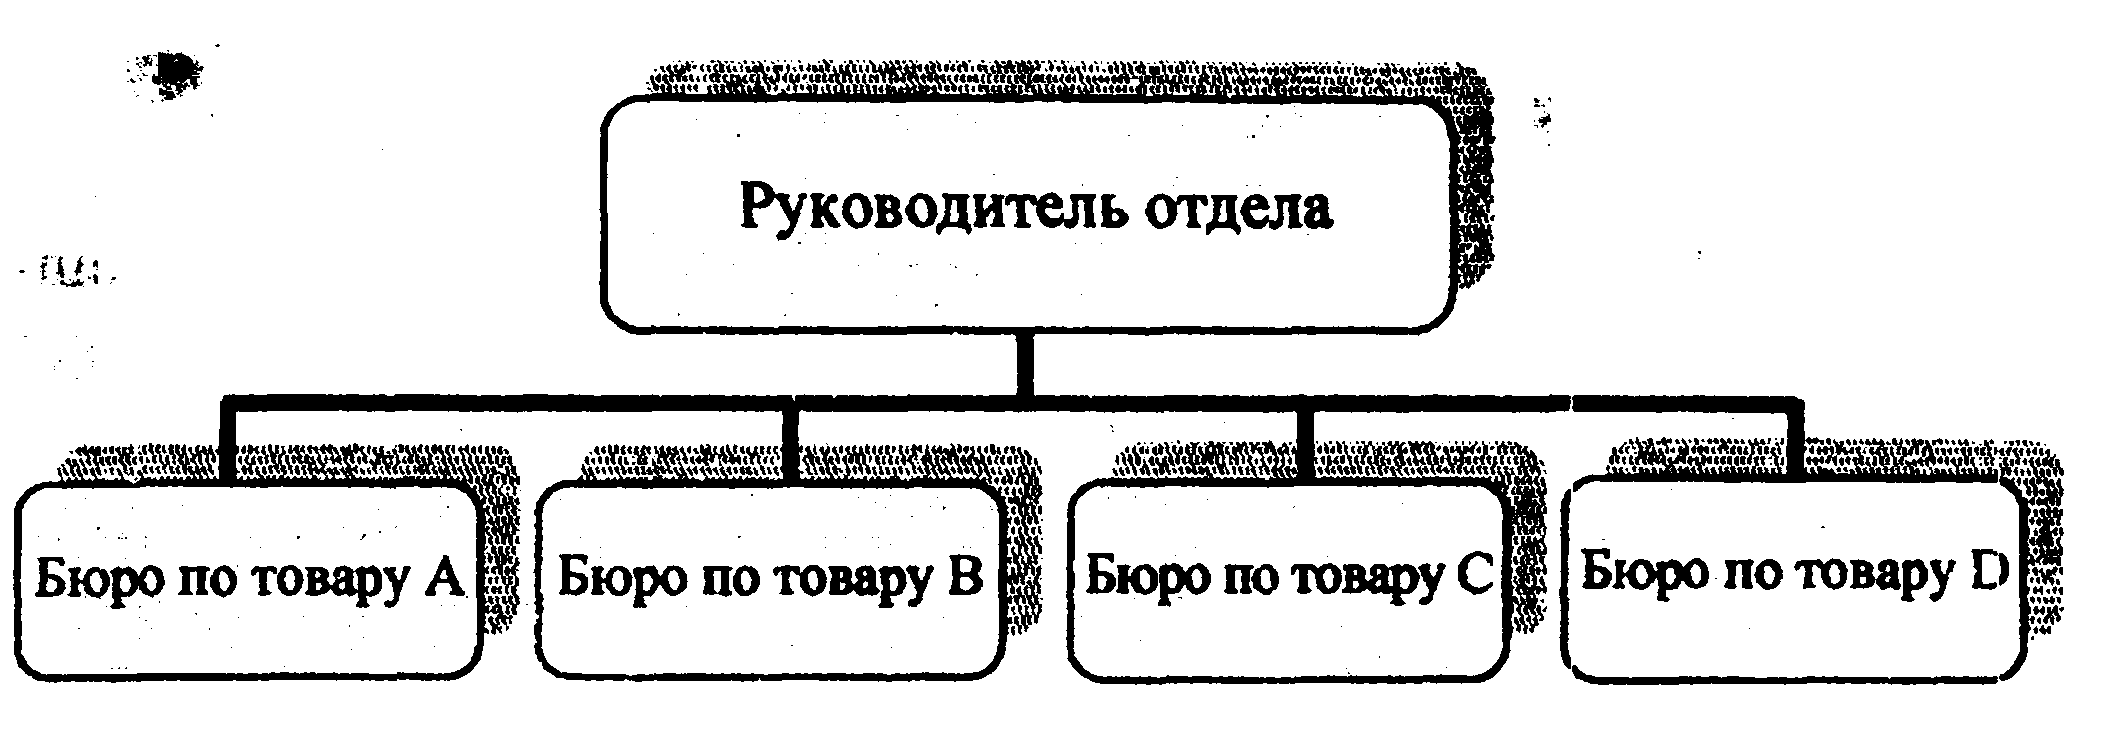 Руководитель отдела
Бюро по товару A
Бюро по товару B
Бюро по товару C
Бюро по товару D